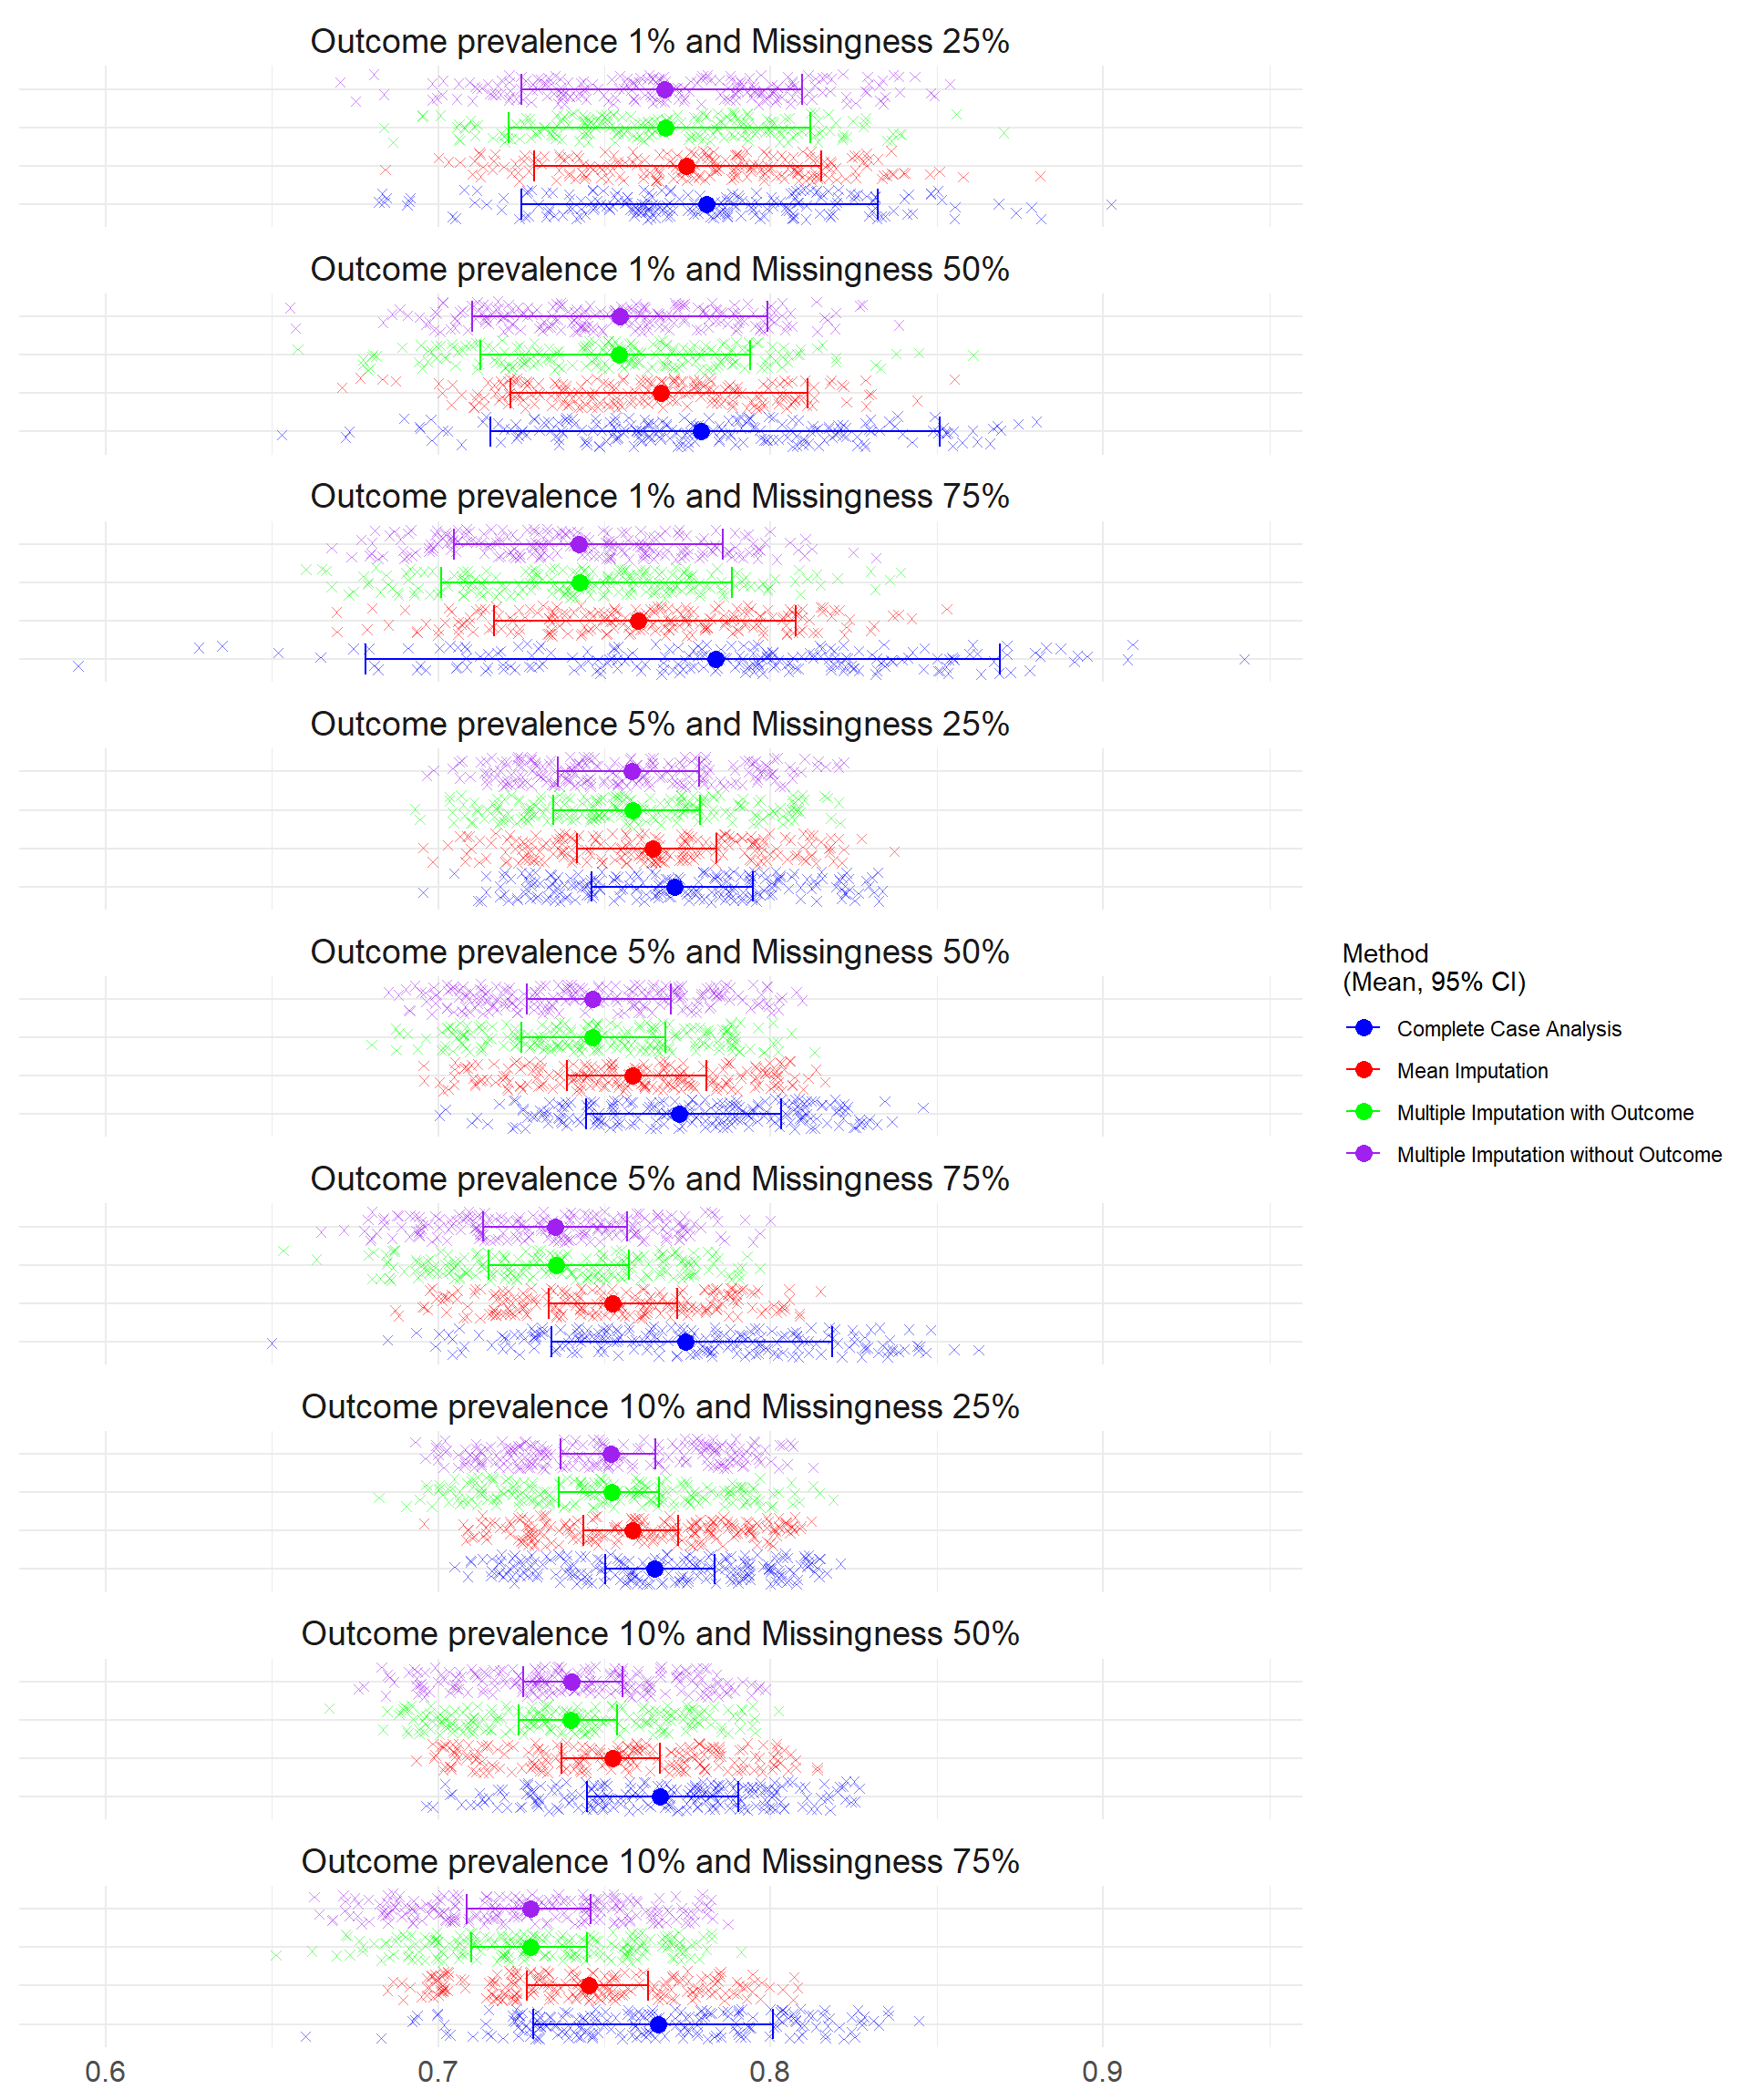 Outcome prevalence 1% and Missingness 25%
Outcome prevalence 1% and Missingness 50%
Outcome prevalence 1% and Missingness 75%
Outcome prevalence 5% and Missingness 25%
Outcome prevalence 5% and Missingness 50%
Outcome prevalence 5% and Missingness 75%
Outcome prevalence 10% and Missingness 25%
Outcome prevalence 10% and Missingness 50%
Outcome prevalence 10% and Missingness 75%
0.6 0.7 0.8 0.9
Method
(Mean, 95% CI)
Complete Case Analysis
Mean Imputation
Multiple Imputation with Outcome
Multiple Imputation without Outcome